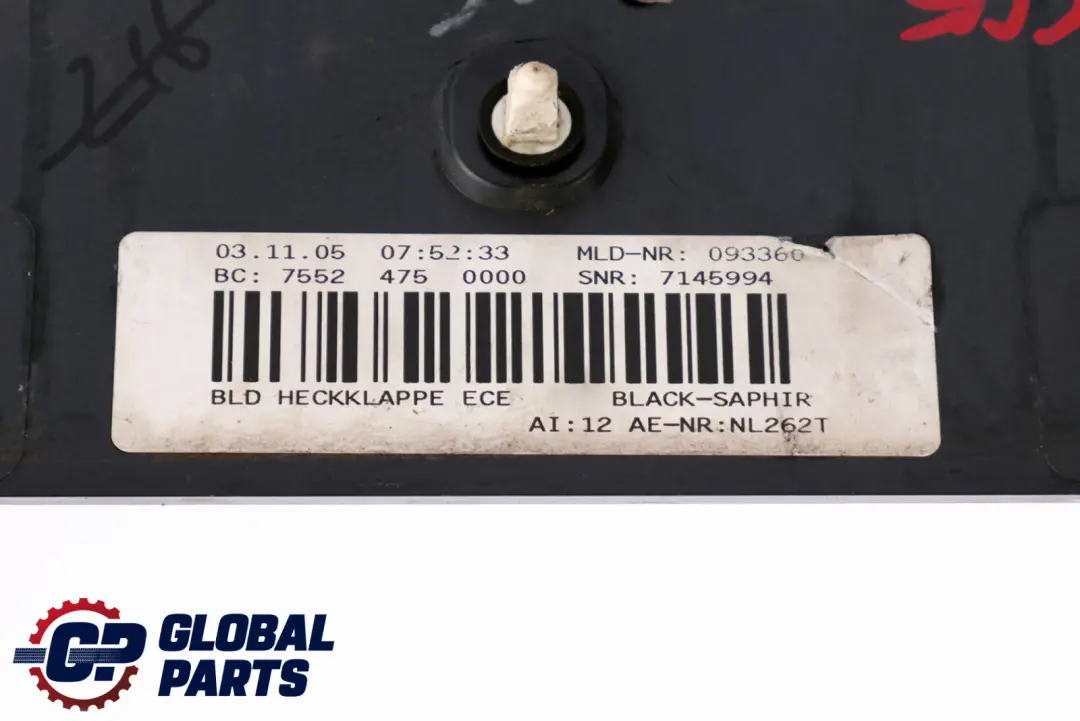 03.11.05 07:52:33 MLD-NR: 093360
BC: 7552 475 0000 SNR: 7145994
BLD HECKKLAPPE ECE BLACK-SAPHIR
AI:12 AE-NR:NL262T
GP GLOBAL
PARTS